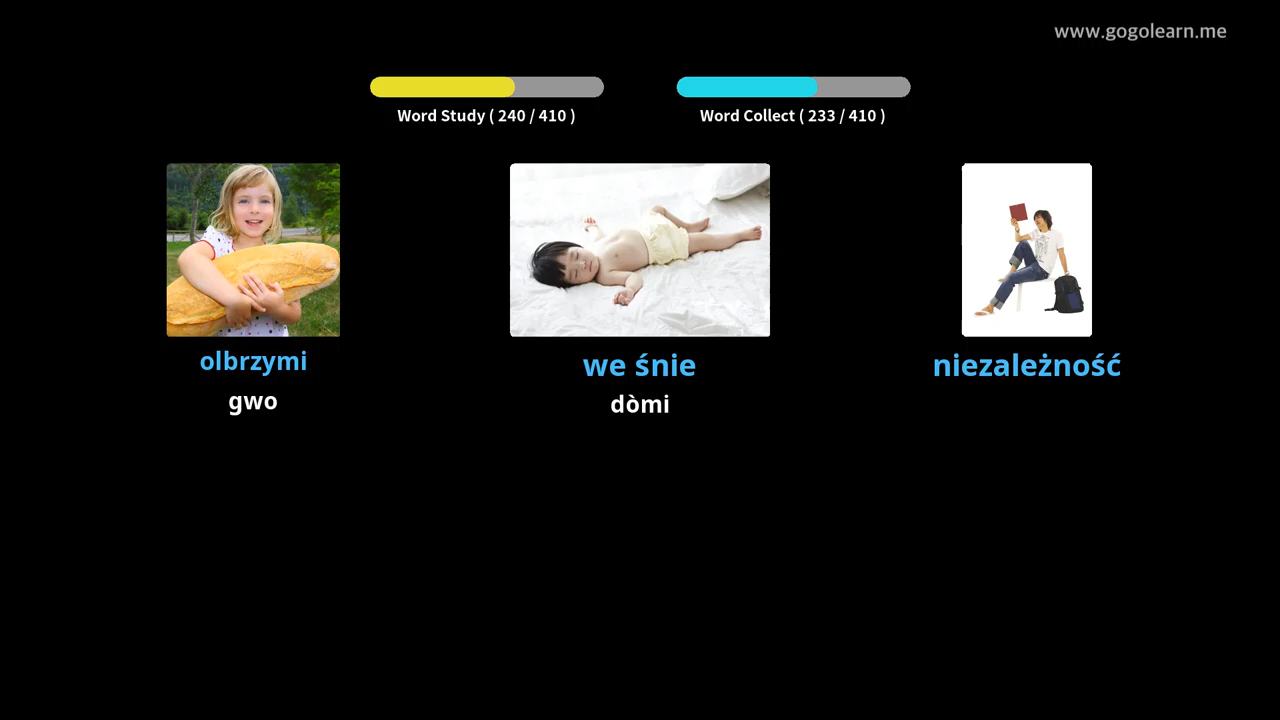 www.gogolearn.me
Word Study ( 240 / 410 )
Word Collect ( 233 / 410 )
olbrzymi
gwo
we śnie
dòmi
niezależność